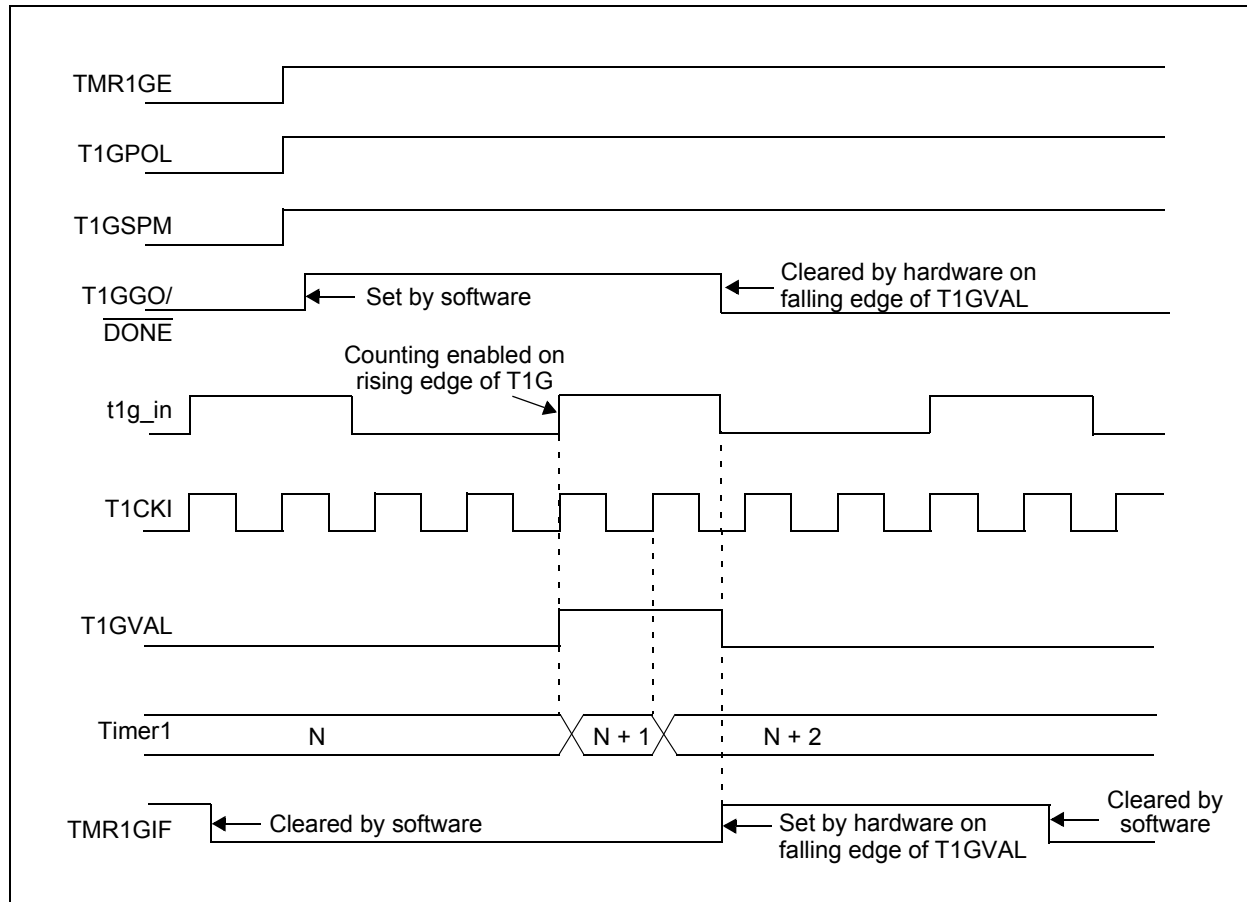 TMR1GE
T1GPOL
T1GSPM
T1GGO/
DONE
Set by software
Cleared by hardware on
falling edge of T1GVAL
Counting enabled on
rising edge of T1G
t1g_in
T1CKI
T1GVAL
Timer1
N
N + 1
N + 2
TMR1GIF
Cleared by software
Set by hardware on
falling edge of T1GVAL
Cleared by
software